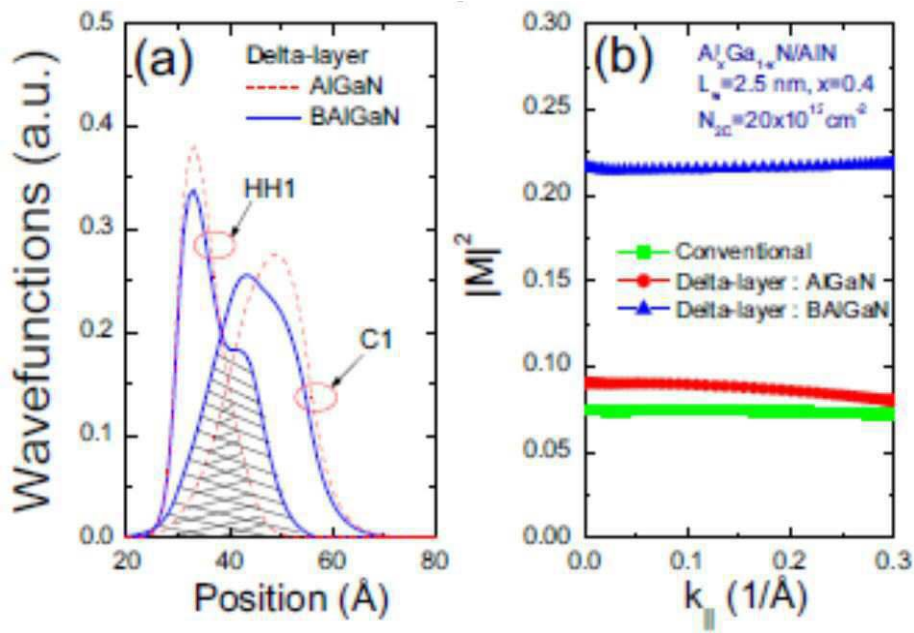 (a)
Delta-layer
AlGaN
BAlGaN
HH1
C1
Wavefunctions (a.u.)
0.5
0.4
0.3
0.2
0.1
0.0
20 40 60 80
Position (Å)
(b)
AlxGa1-xN/AlN
Lw=2.5 nm, x=0.4
N2D=20x10^12 cm^-2
|M|^2
0.30
0.25
0.20
0.15
0.10
0.05
0.00
Conventional
Delta-layer : AlGaN
Delta-layer : BAlGaN
0.0 0.1 0.2 0.3
k|| (1/Å)